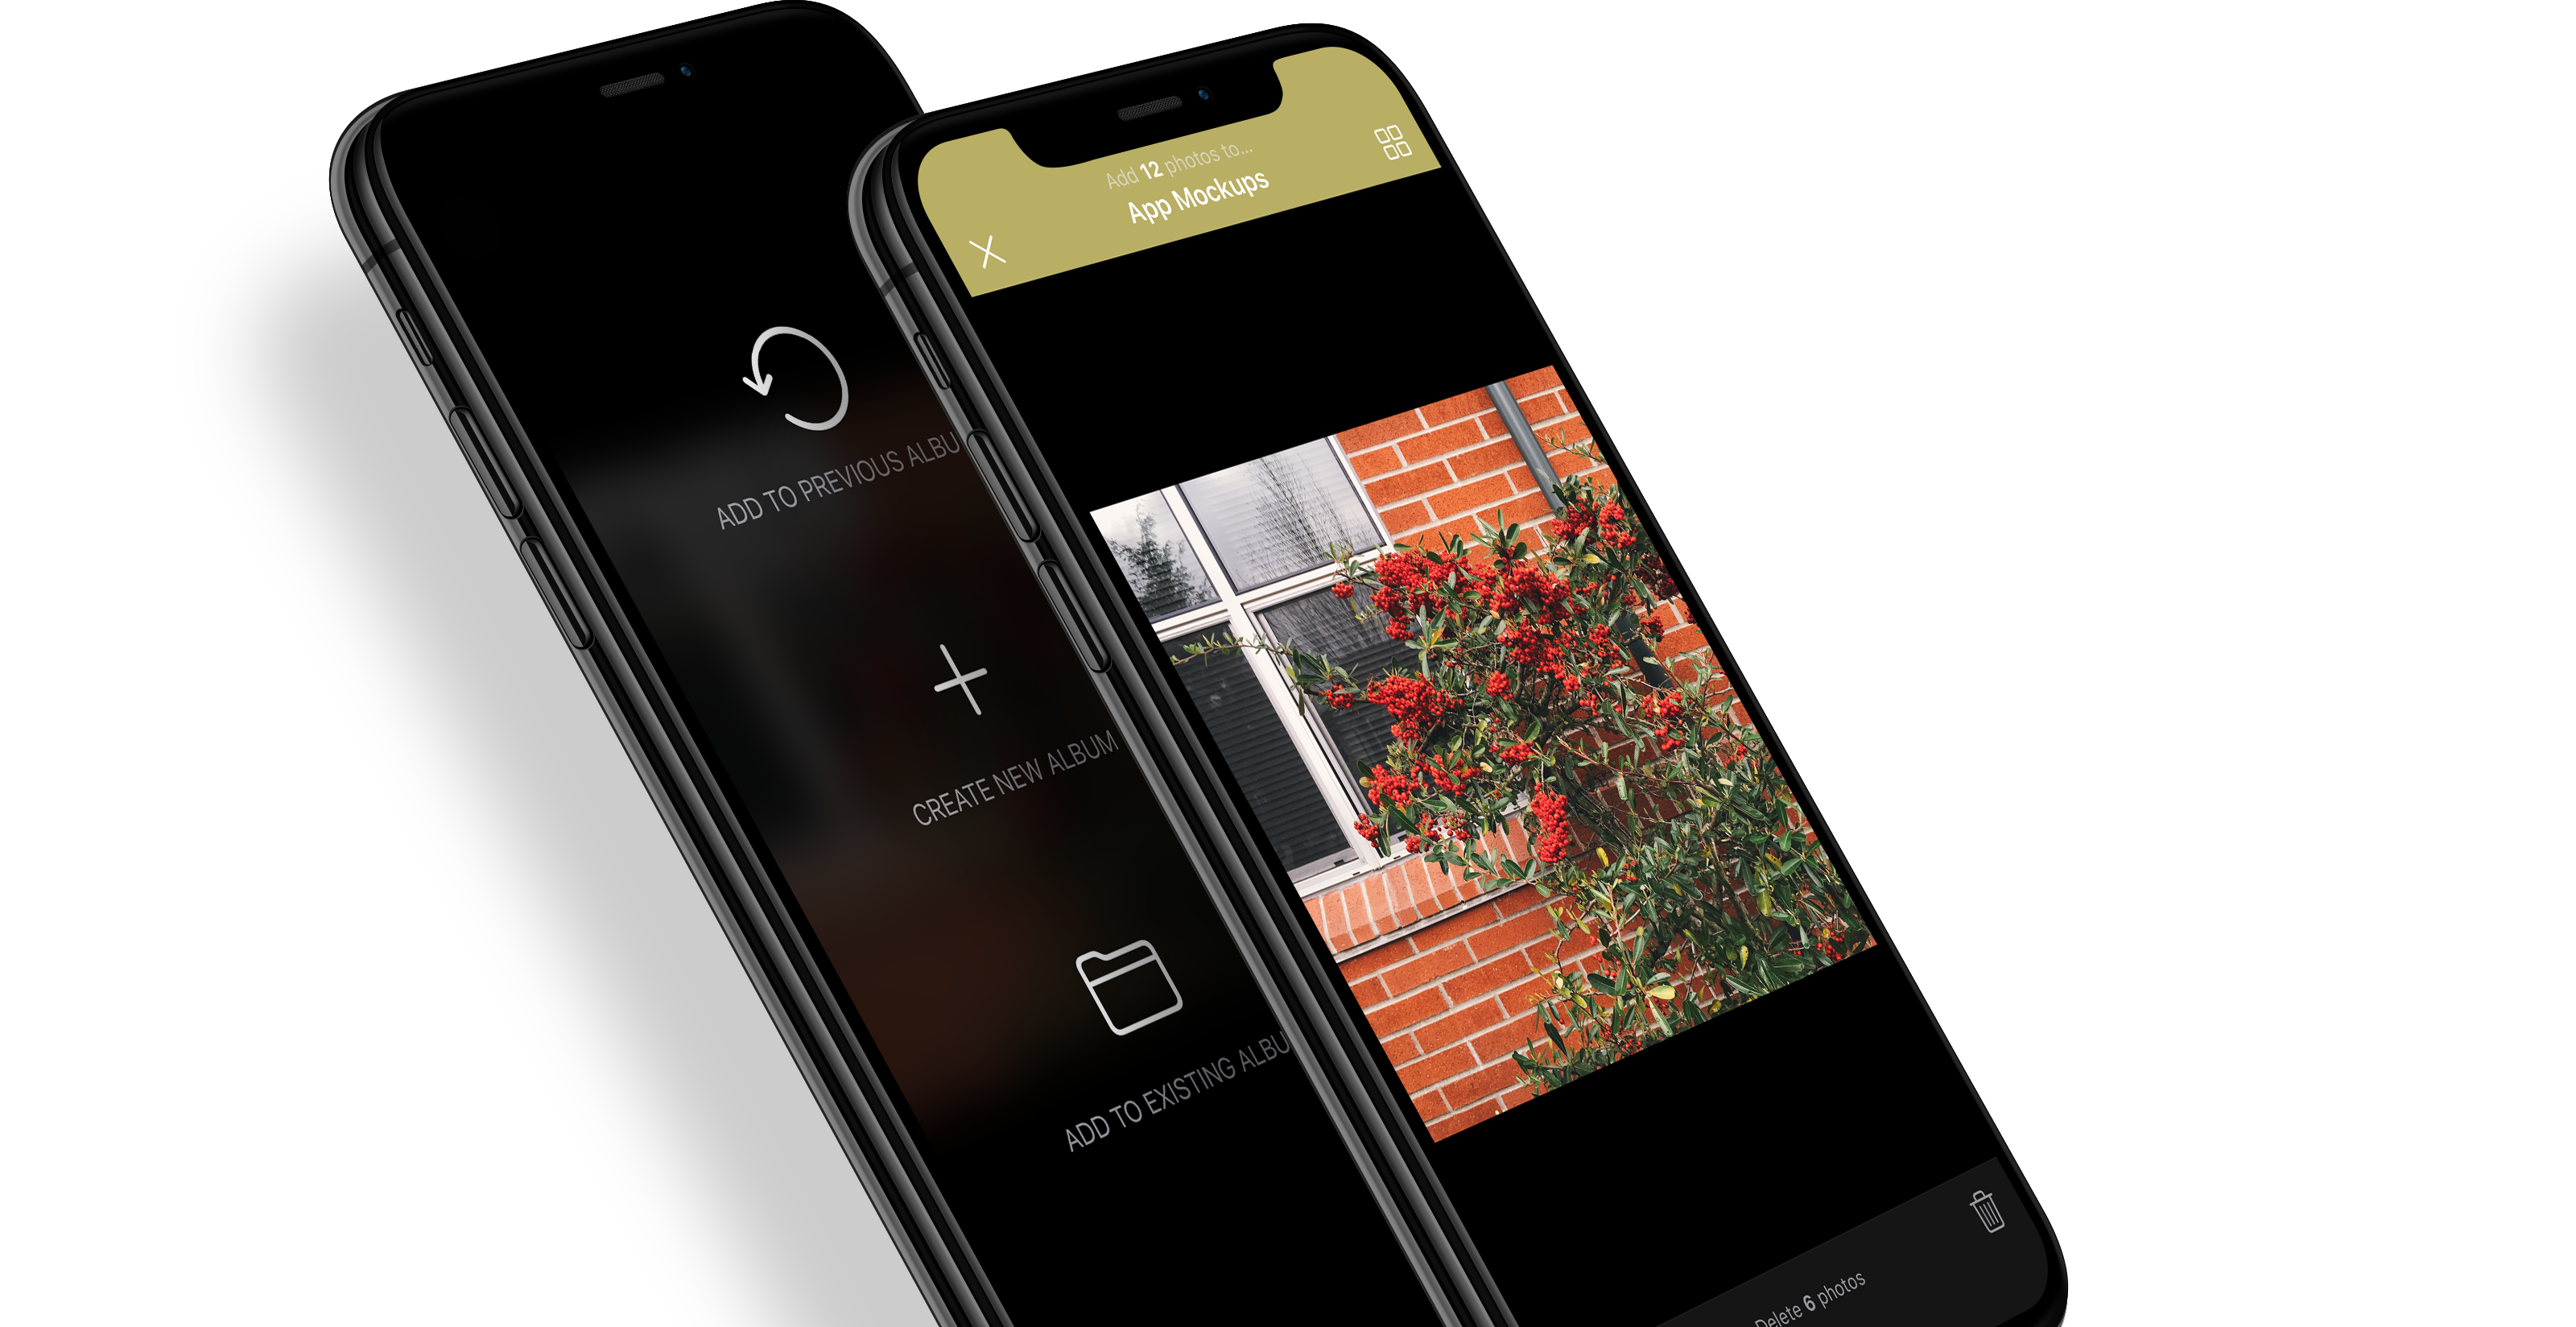 ADD TO PREVIOUS ALBU
CREATE NEW ALBUM
ADD TO EXISTING ALBU
Add 12 photos to...
App Mockups
Delete 6 photos